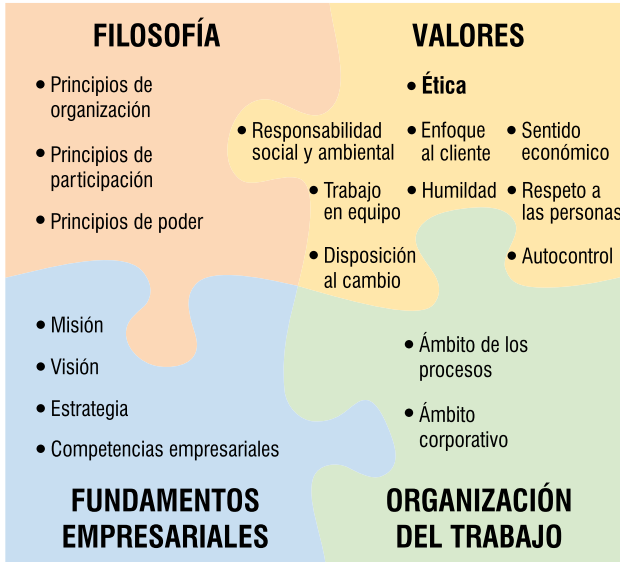 FILOSOFÍA
• Principios de
organización
• Principios de
participación
• Principios de poder
VALORES
• Ética
• Responsabilidad
social y ambiental
• Enfoque
al cliente
• Sentido
económico
• Trabajo
en equipo
• Humildad
• Respeto a
las personas
• Disposición
al cambio
• Autocontrol
• Misión
• Visión
• Estrategia
• Competencias empresariales
FUNDAMENTOS
EMPRESARIALES
• Ámbito de los
procesos
• Ámbito
corporativo
ORGANIZACIÓN
DEL TRABAJO